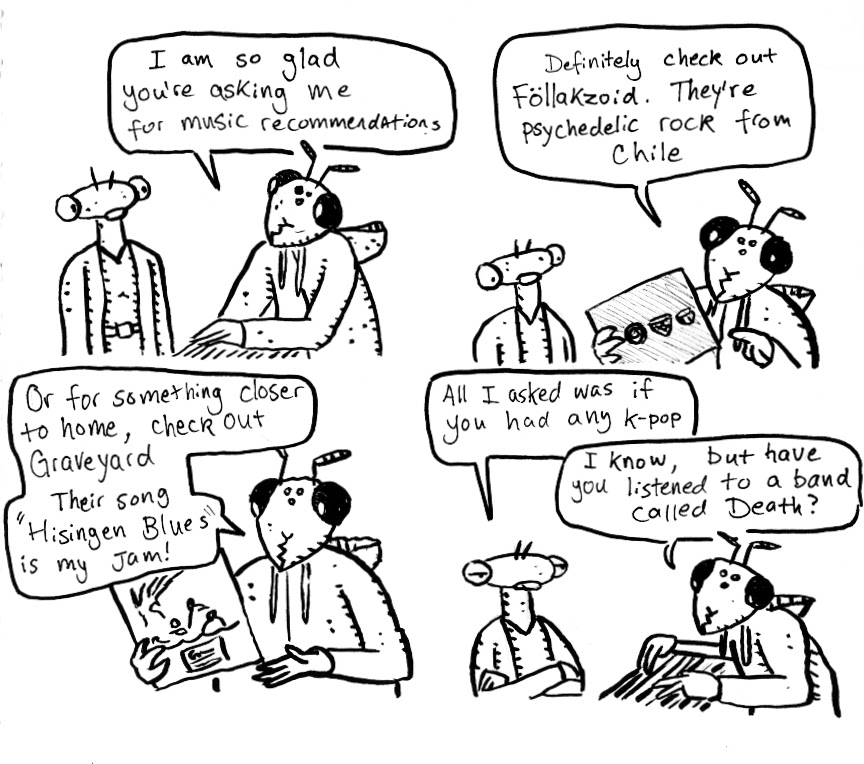 I am so glad
you're asking me
for music recommendations
Definitely check out
Föllakzoid. They're
psychedelic rock from
Chile
Or for something closer
to home, check out
Graveyard
Their song
"Hisingen Blues"
is my jam!
All I asked was if
you had any k-pop
I know, but have
you listened to a band
called Death?